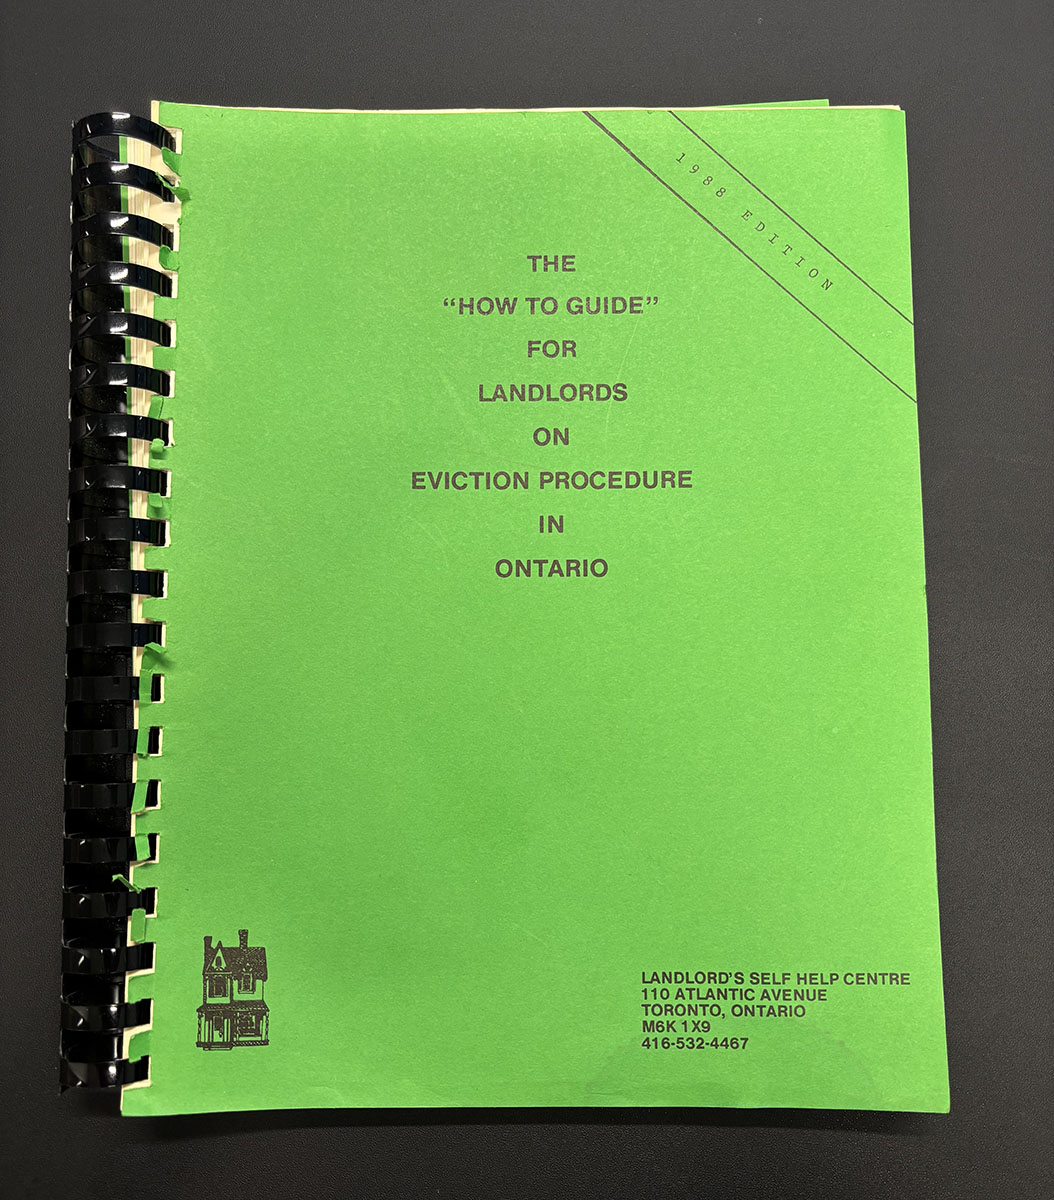 1988 EDITION
THE
“HOW TO GUIDE”
FOR
LANDLORDS
ON
EVICTION PROCEDURE
IN
ONTARIO
LANDLORD’S SELF HELP CENTRE
110 ATLANTIC AVENUE
TORONTO, ONTARIO
M6K 1X9
416-532-4467